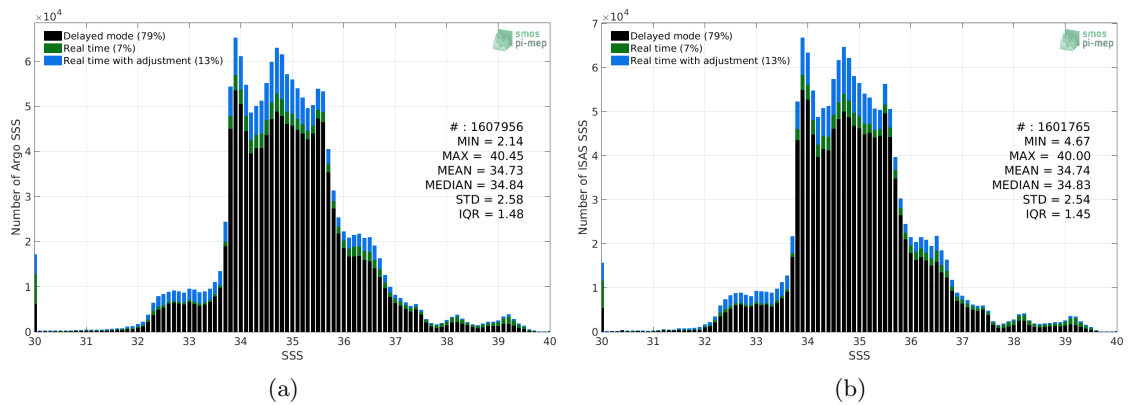 ×10⁴
Delayed mode (79%)
Real time (7%)
Real time with adjustment (13%)
smos
pi-mep
# : 1607956
MIN = 2.14
MAX = 40.45
MEAN = 34.73
MEDIAN = 34.84
STD = 2.58
IQR = 1.48
Number of Argo SSS
6
5
4
3
2
1
0
30 31 32 33 34 35 36 37 38 39 40
SSS
(a)
×10⁴
Delayed mode (79%)
Real time (7%)
Real time with adjustment (13%)
smos
pi-mep
# : 1601765
MIN = 4.67
MAX = 40.00
MEAN = 34.74
MEDIAN = 34.83
STD = 2.54
IQR = 1.45
Number of ISAS SSS
7
6
5
4
3
2
1
0
30 31 32 33 34 35 36 37 38 39 40
SSS
(b)